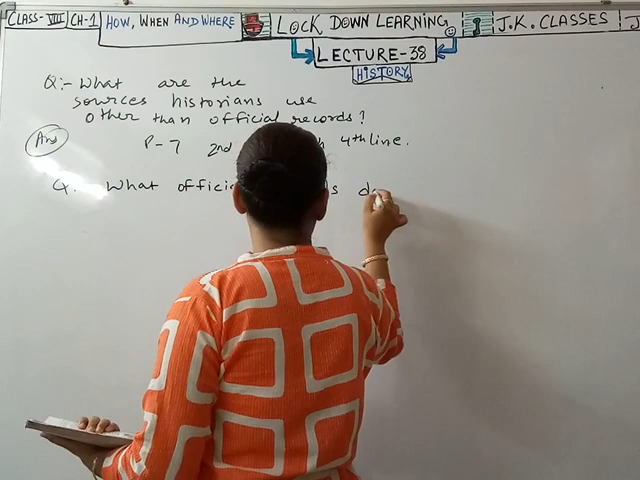 CLASS-VIII CH-1 HOW, WHEN AND WHERE LOCK DOWN LEARNING J.K. CLASSES J
LECTURE-38
HISTORY
Q:- What are the
sources historians use
other than official records?
Ans P-7 2nd 4th line.
Q. What